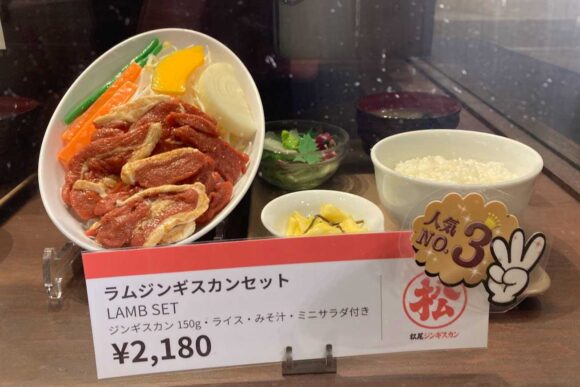 ラムジンギスカンセット
LAMB SET
ジンギスカン 150g・ライス・みそ汁・ミニサラダ付き
¥2,180
人気
NO.3
松
松尾ジンギスカン